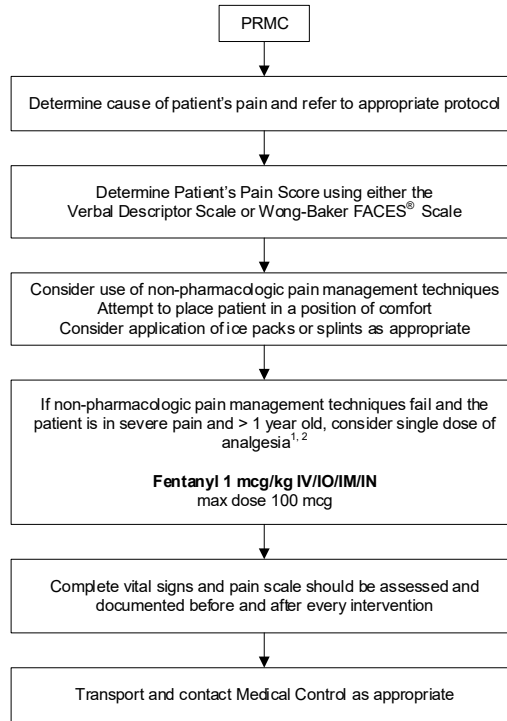 PRMC
Determine cause of patient's pain and refer to appropriate protocol
Determine Patient's Pain Score using either the
Verbal Descriptor Scale or Wong-Baker FACES® Scale
Consider use of non-pharmacologic pain management techniques
Attempt to place patient in a position of comfort
Consider application of ice packs or splints as appropriate
If non-pharmacologic pain management techniques fail and the
patient is in severe pain and > 1 year old, consider single dose of
analgesia1, 2
Fentanyl 1 mcg/kg IV/IO/IM/IN
max dose 100 mcg
Complete vital signs and pain scale should be assessed and
documented before and after every intervention
Transport and contact Medical Control as appropriate